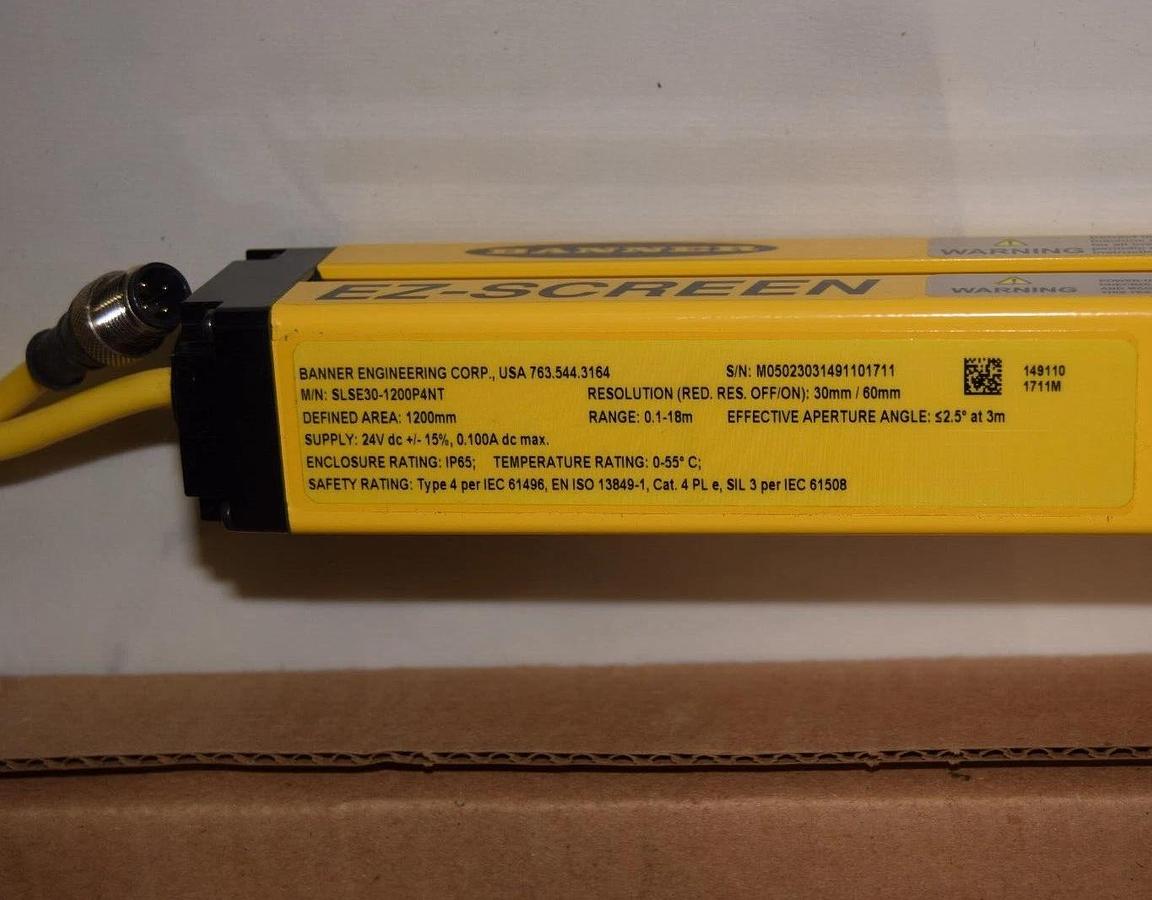 BANNER
WARNING
EZ-SCREEN
WARNING
BANNER ENGINEERING CORP., USA 763.544.3164 S/N: M05023031491101711
M/N: SLSE30-1200P4NT RESOLUTION (RED. RES. OFF/ON): 30mm / 60mm
149110
1711M
DEFINED AREA: 1200mm RANGE: 0.1-18m EFFECTIVE APERTURE ANGLE: ≤2.5° at 3m
SUPPLY: 24V dc +/- 15%, 0.100A dc max.
ENCLOSURE RATING: IP65; TEMPERATURE RATING: 0-55° C;
SAFETY RATING: Type 4 per IEC 61496, EN ISO 13849-1, Cat. 4 PL e, SIL 3 per IEC 61508